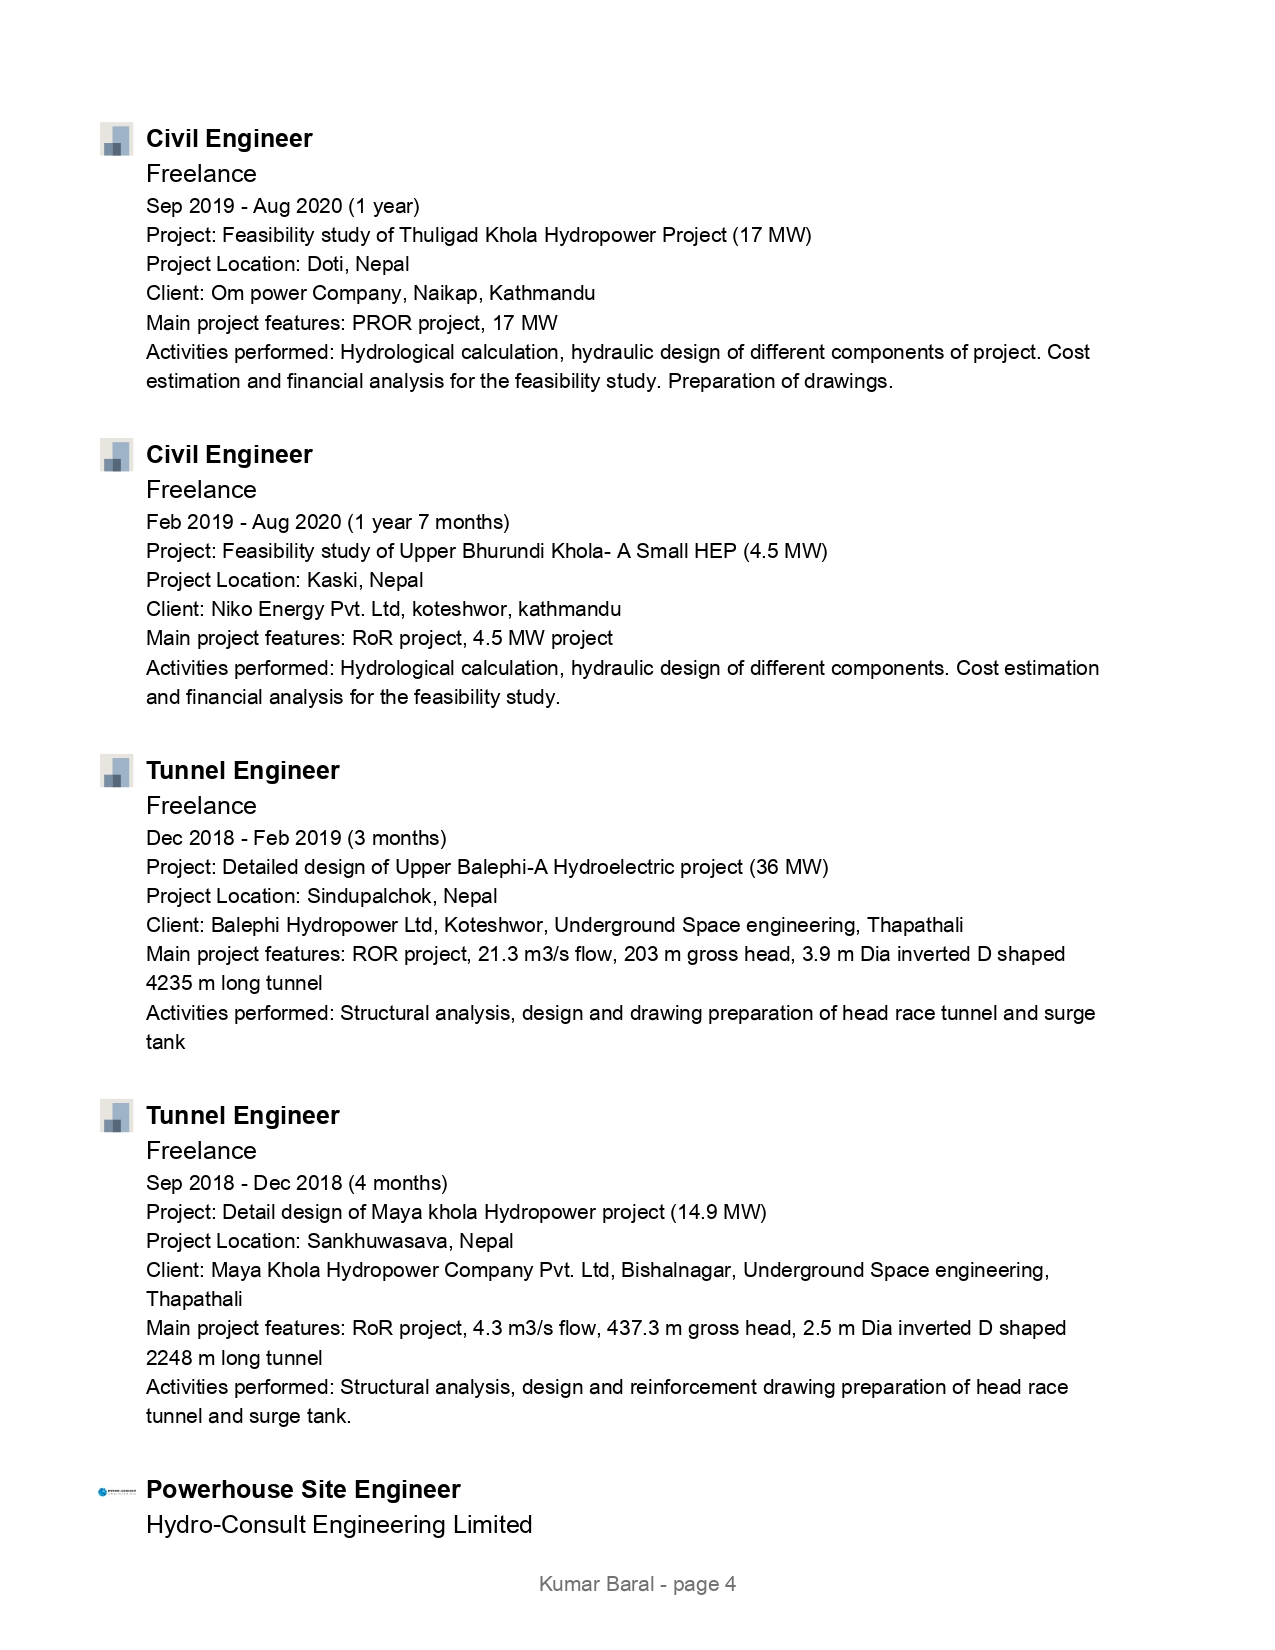 Civil Engineer
Freelance
Sep 2019 - Aug 2020 (1 year)
Project: Feasibility study of Thuligad Khola Hydropower Project (17 MW)
Project Location: Doti, Nepal
Client: Om power Company, Naikap, Kathmandu
Main project features: PROR project, 17 MW
Activities performed: Hydrological calculation, hydraulic design of different components of project. Cost
estimation and financial analysis for the feasibility study. Preparation of drawings.
Civil Engineer
Freelance
Feb 2019 - Aug 2020 (1 year 7 months)
Project: Feasibility study of Upper Bhurundi Khola- A Small HEP (4.5 MW)
Project Location: Kaski, Nepal
Client: Niko Energy Pvt. Ltd, koteshwor, kathmandu
Main project features: RoR project, 4.5 MW project
Activities performed: Hydrological calculation, hydraulic design of different components. Cost estimation
and financial analysis for the feasibility study.
Tunnel Engineer
Freelance
Dec 2018 - Feb 2019 (3 months)
Project: Detailed design of Upper Balephi-A Hydroelectric project (36 MW)
Project Location: Sindupalchok, Nepal
Client: Balephi Hydropower Ltd, Koteshwor, Underground Space engineering, Thapathali
Main project features: ROR project, 21.3 m3/s flow, 203 m gross head, 3.9 m Dia inverted D shaped
4235 m long tunnel
Activities performed: Structural analysis, design and drawing preparation of head race tunnel and surge
tank
Tunnel Engineer
Freelance
Sep 2018 - Dec 2018 (4 months)
Project: Detail design of Maya khola Hydropower project (14.9 MW)
Project Location: Sankhuwasava, Nepal
Client: Maya Khola Hydropower Company Pvt. Ltd, Bishalnagar, Underground Space engineering,
Thapathali
Main project features: RoR project, 4.3 m3/s flow, 437.3 m gross head, 2.5 m Dia inverted D shaped
2248 m long tunnel
Activities performed: Structural analysis, design and reinforcement drawing preparation of head race
tunnel and surge tank.
Powerhouse Site Engineer
Hydro-Consult Engineering Limited
Kumar Baral - page 4